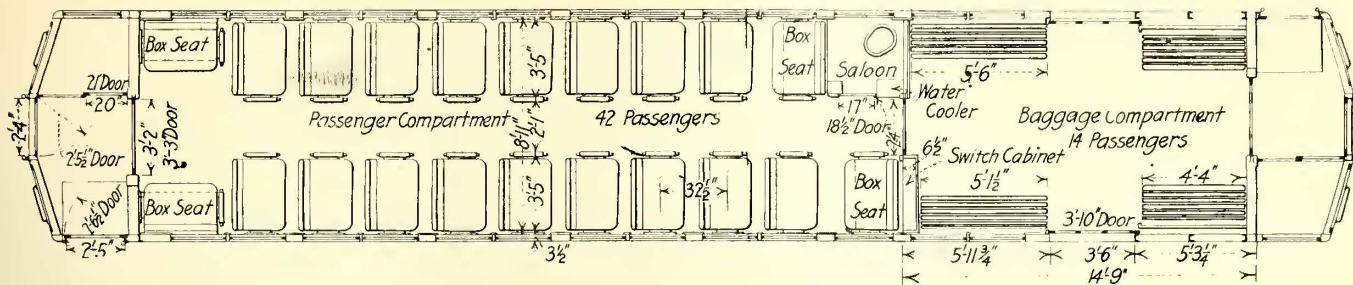 Box Seat
2' Door
20"
2'-4"
2'-5½" Door
2'-6½" Door
2'-5"
3'-2"
3'-3" Door
Box Seat
Passenger Compartment
42 Passengers
3'-5"
2'-1"
8'-11"
3'-5"
3½"
32½"
Box
Seat
Saloon
17"
18½" Door
24"
Box
Seat
5'-6"
Water
Cooler
6½"
Switch Cabinet
5'-1½"
Baggage Compartment
14 Passengers
4'-4"
3'-10" Door
5'-11¾"
3'-6"
5'-3¼"
14'-9"